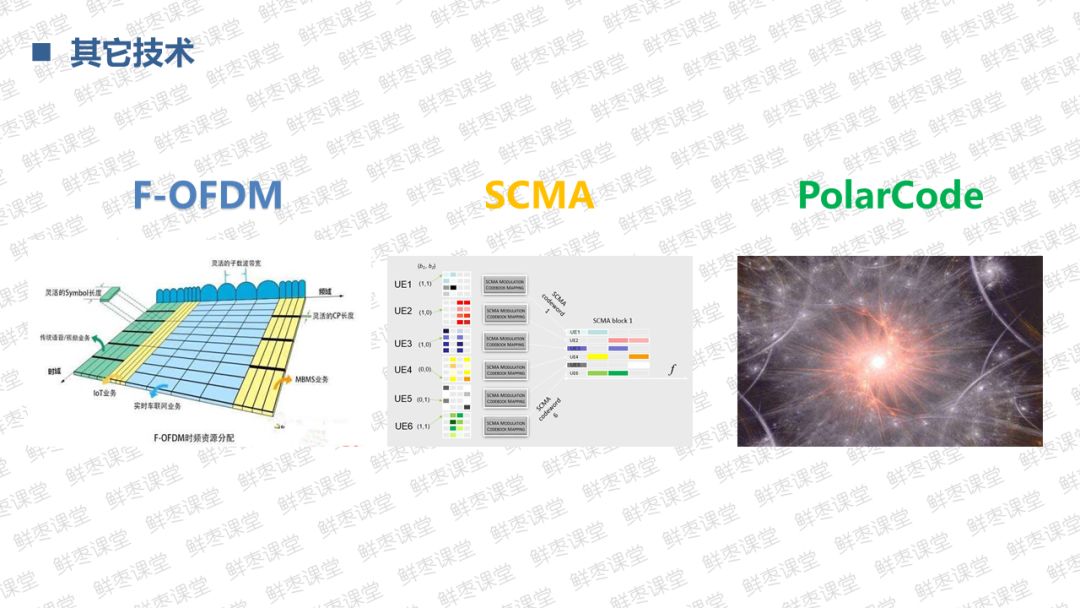 ■ 其它技术
F-OFDM
SCMA
PolarCode
灵活的子载波带宽
灵活的Symbol长度
频域
灵活的CP长度
传统语音/视频业务
时域
IoT业务
实时车联网业务
MBMS业务
F-OFDM时频资源分配
(b₁, b₂)
UE1 (1,1)
UE2 (1,0)
UE3 (1,0)
UE4 (0,0)
UE5 (0,1)
UE6 (1,1)
SCMA MODULATION
CODEBOOK MAPPING
SCMA MODULATION
CODEBOOK MAPPING
SCMA MODULATION
CODEBOOK MAPPING
SCMA MODULATION
CODEBOOK MAPPING
SCMA MODULATION
CODEBOOK MAPPING
SCMA MODULATION
CODEBOOK MAPPING
SCMA
codeword
1
SCMA
codeword
6
SCMA block 1
UE1
UE2
UE3
UE4
UE5
UE6
f
鲜枣课堂